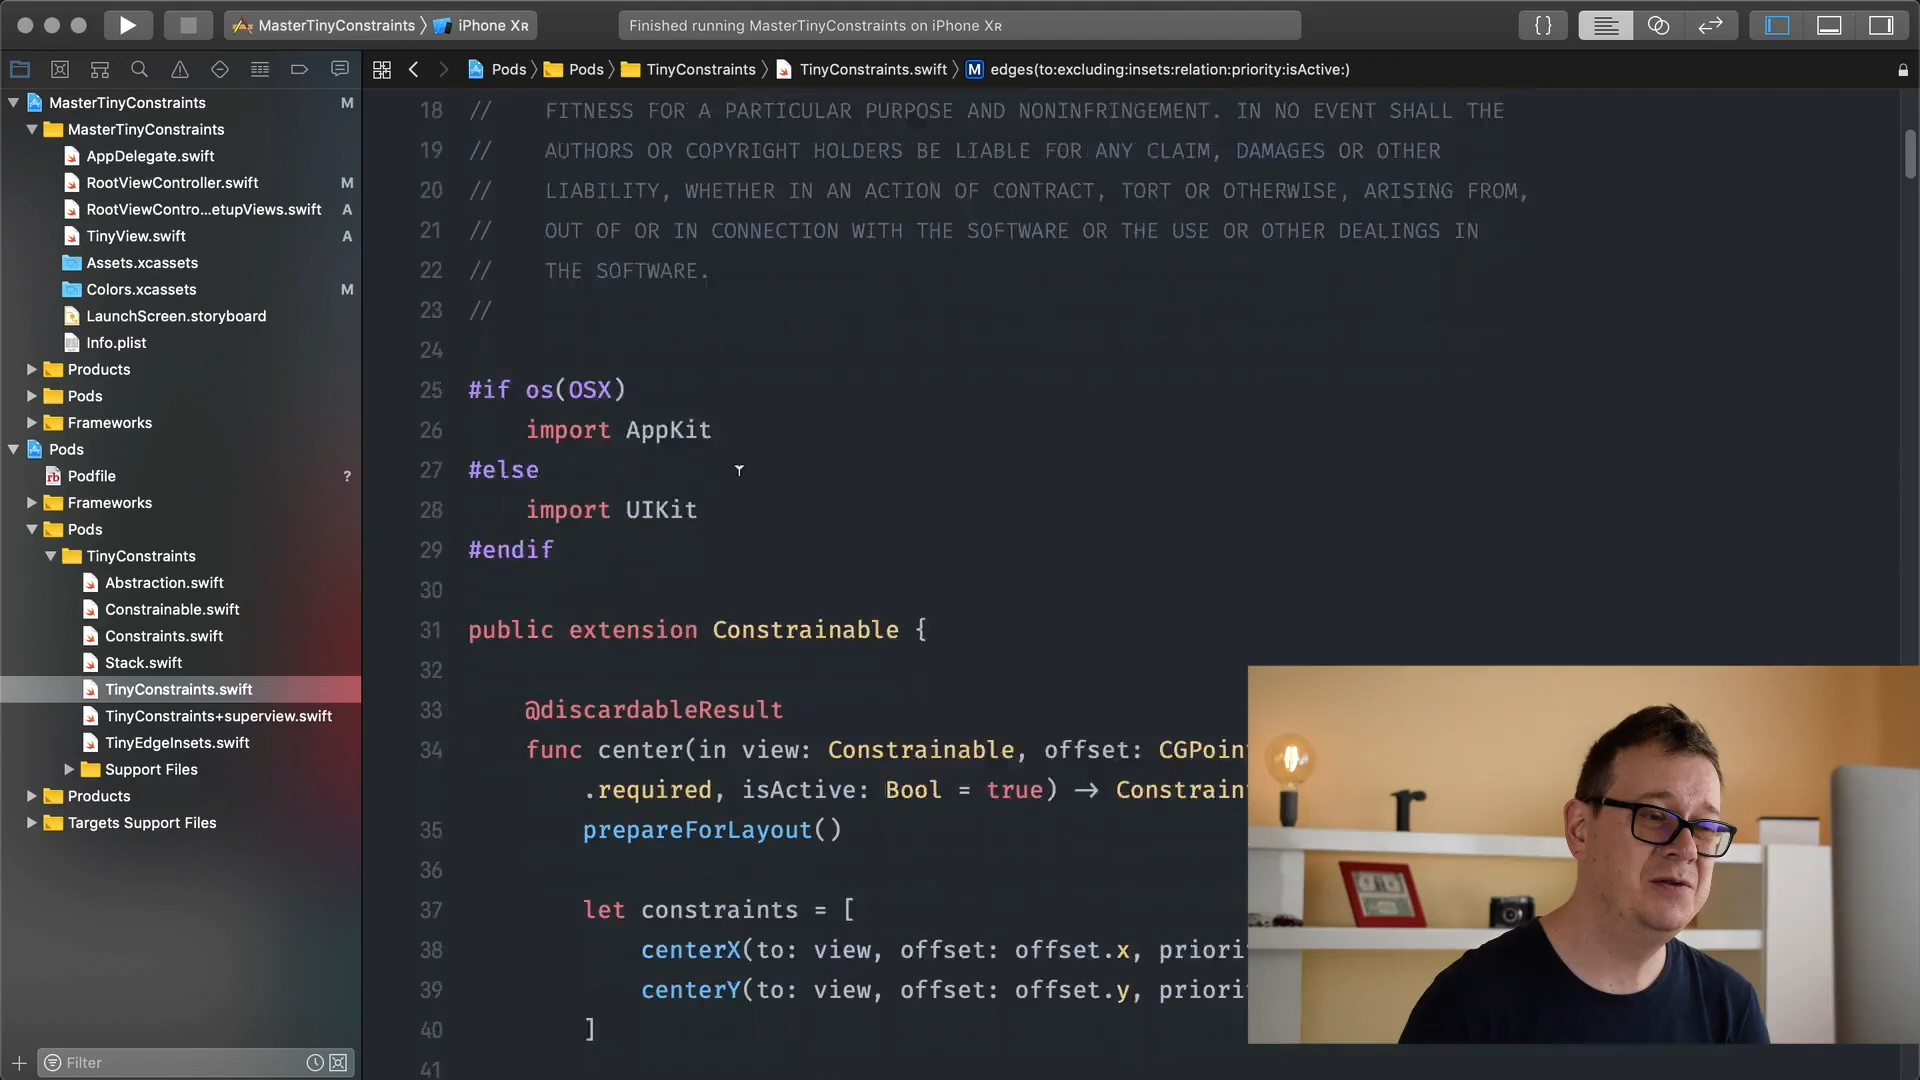 MasterTinyConstraints
iPhone XR
Finished running MasterTinyConstraints on iPhone XR
{}
Pods
Pods
TinyConstraints
TinyConstraints.swift
M
edges(to:excluding:insets:relation:priority:isActive:)
MasterTinyConstraints
M
MasterTinyConstraints
AppDelegate.swift
RootViewController.swift
M
RootViewContro...etupViews.swift
A
TinyView.swift
A
Assets.xcassets
Colors.xcassets
M
LaunchScreen.storyboard
Info.plist
Products
Pods
Frameworks
Pods
rb
Podfile
?
Frameworks
Pods
TinyConstraints
Abstraction.swift
Constrainable.swift
Constraints.swift
Stack.swift
TinyConstraints.swift
TinyConstraints+superview.swift
TinyEdgeInsets.swift
Support Files
Products
Targets Support Files
Filter
18 // FITNESS FOR A PARTICULAR PURPOSE AND NONINFRINGEMENT. IN NO EVENT SHALL THE
19 // AUTHORS OR COPYRIGHT HOLDERS BE LIABLE FOR ANY CLAIM, DAMAGES OR OTHER
20 // LIABILITY, WHETHER IN AN ACTION OF CONTRACT, TORT OR OTHERWISE, ARISING FROM,
21 // OUT OF OR IN CONNECTION WITH THE SOFTWARE OR THE USE OR OTHER DEALINGS IN
22 // THE SOFTWARE.
23 //
24
25 #if os(OSX)
26 import AppKit
27 #else
28 import UIKit
29 #endif
30
31 public extension Constrainable {
32
33 @discardableResult
34 func center(in view: Constrainable, offset: CGPoint
.required, isActive: Bool = true) -> Constrain
35 prepareForLayout()
36
37 let constraints = [
38 centerX(to: view, offset: offset.x, priori
39 centerY(to: view, offset: offset.y, priori
40 ]
41